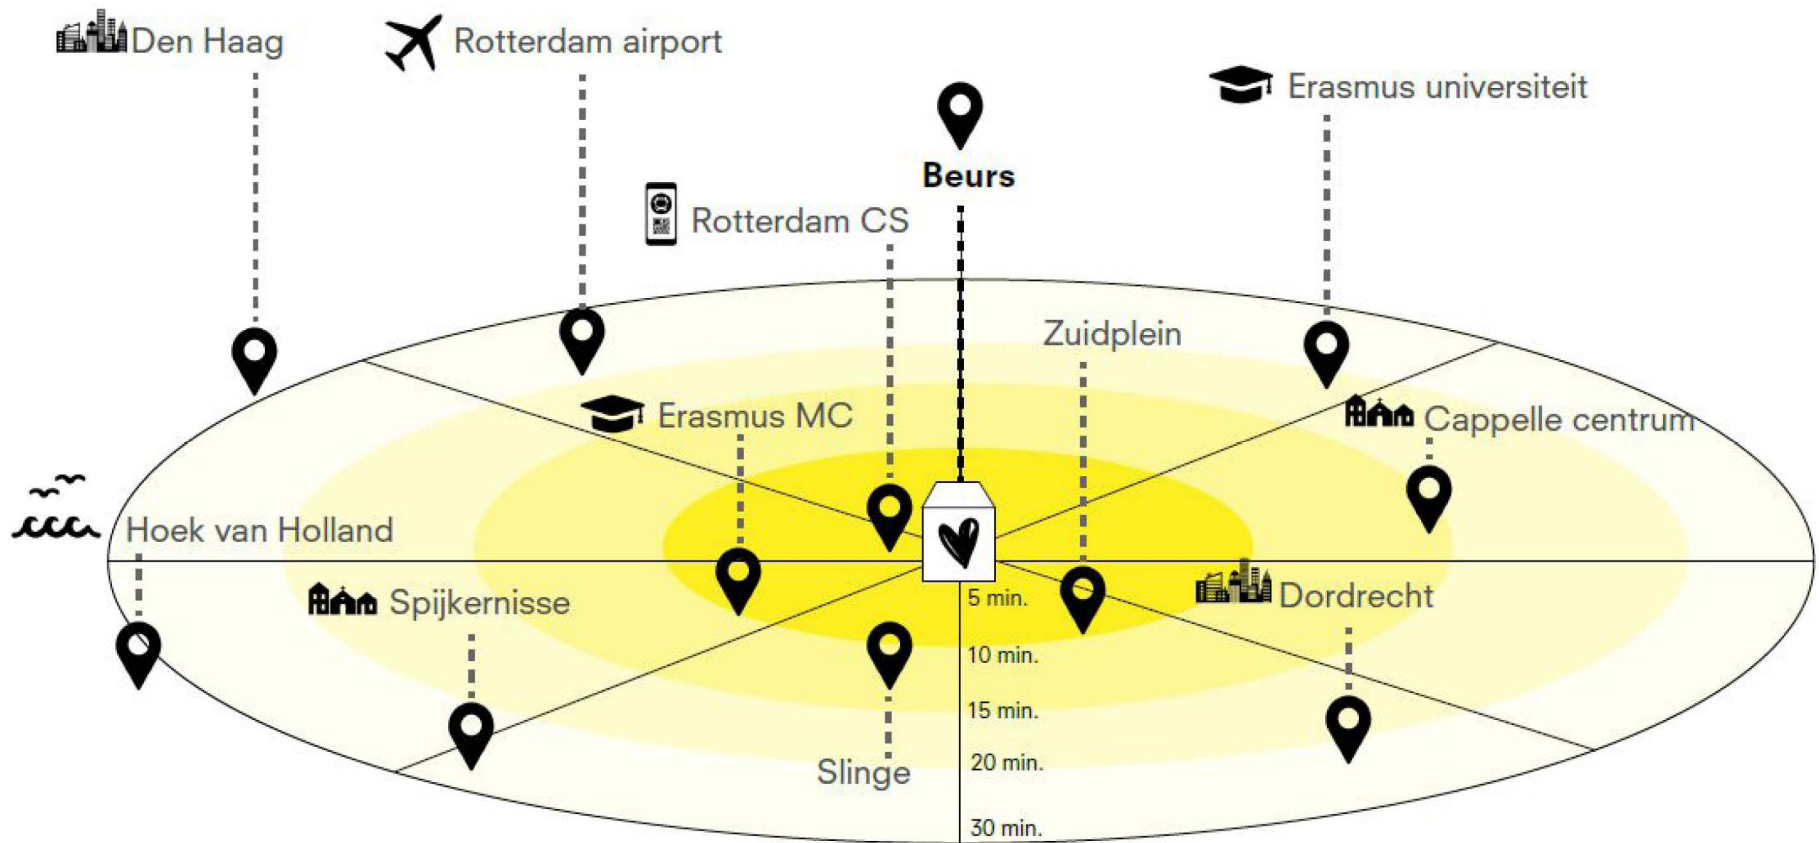 Den Haag
Rotterdam airport
Erasmus universiteit
Beurs
Rotterdam CS
Zuidplein
Erasmus MC
Cappelle centrum
Hoek van Holland
Spijkernisse
5 min.
Dordrecht
10 min.
15 min.
20 min.
Slinge
30 min.